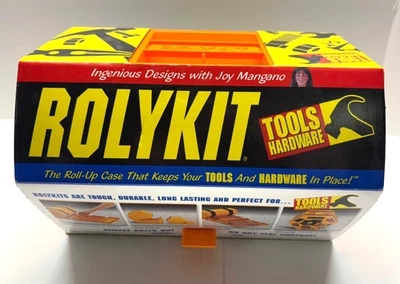 Ingenious Designs with Joy Mangano
ROLYKIT®
TOOLS
HARDWARE
The Roll-Up Case That Keeps Your TOOLS And HARDWARE In Place!™
ROLYKITS ARE TOUGH, DURABLE, LONG LASTING AND PERFECT FOR...
TOOLS
HARDWARE